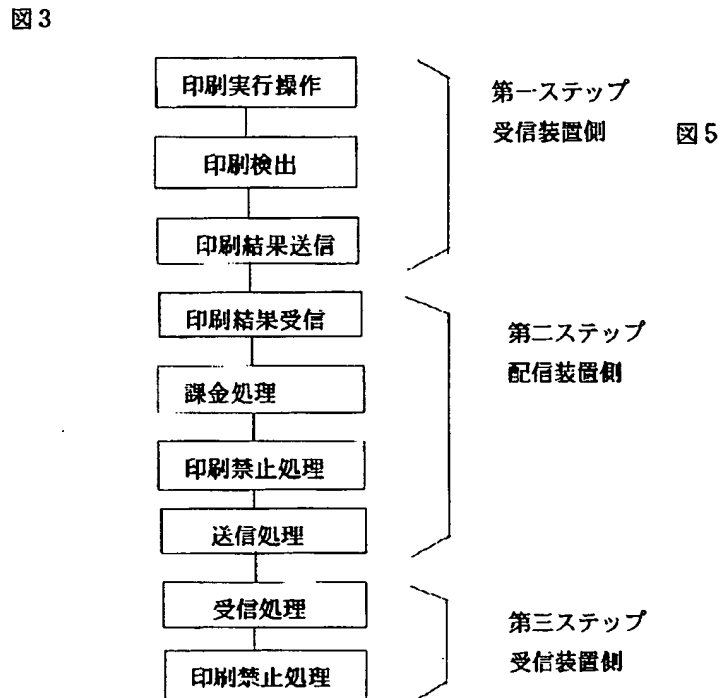 図3
印刷実行操作
印刷検出
印刷結果送信
第一ステップ
受信装置側
図5
印刷結果受信
課金処理
印刷禁止処理
送信処理
第二ステップ
配信装置側
受信処理
印刷禁止処理
第三ステップ
受信装置側